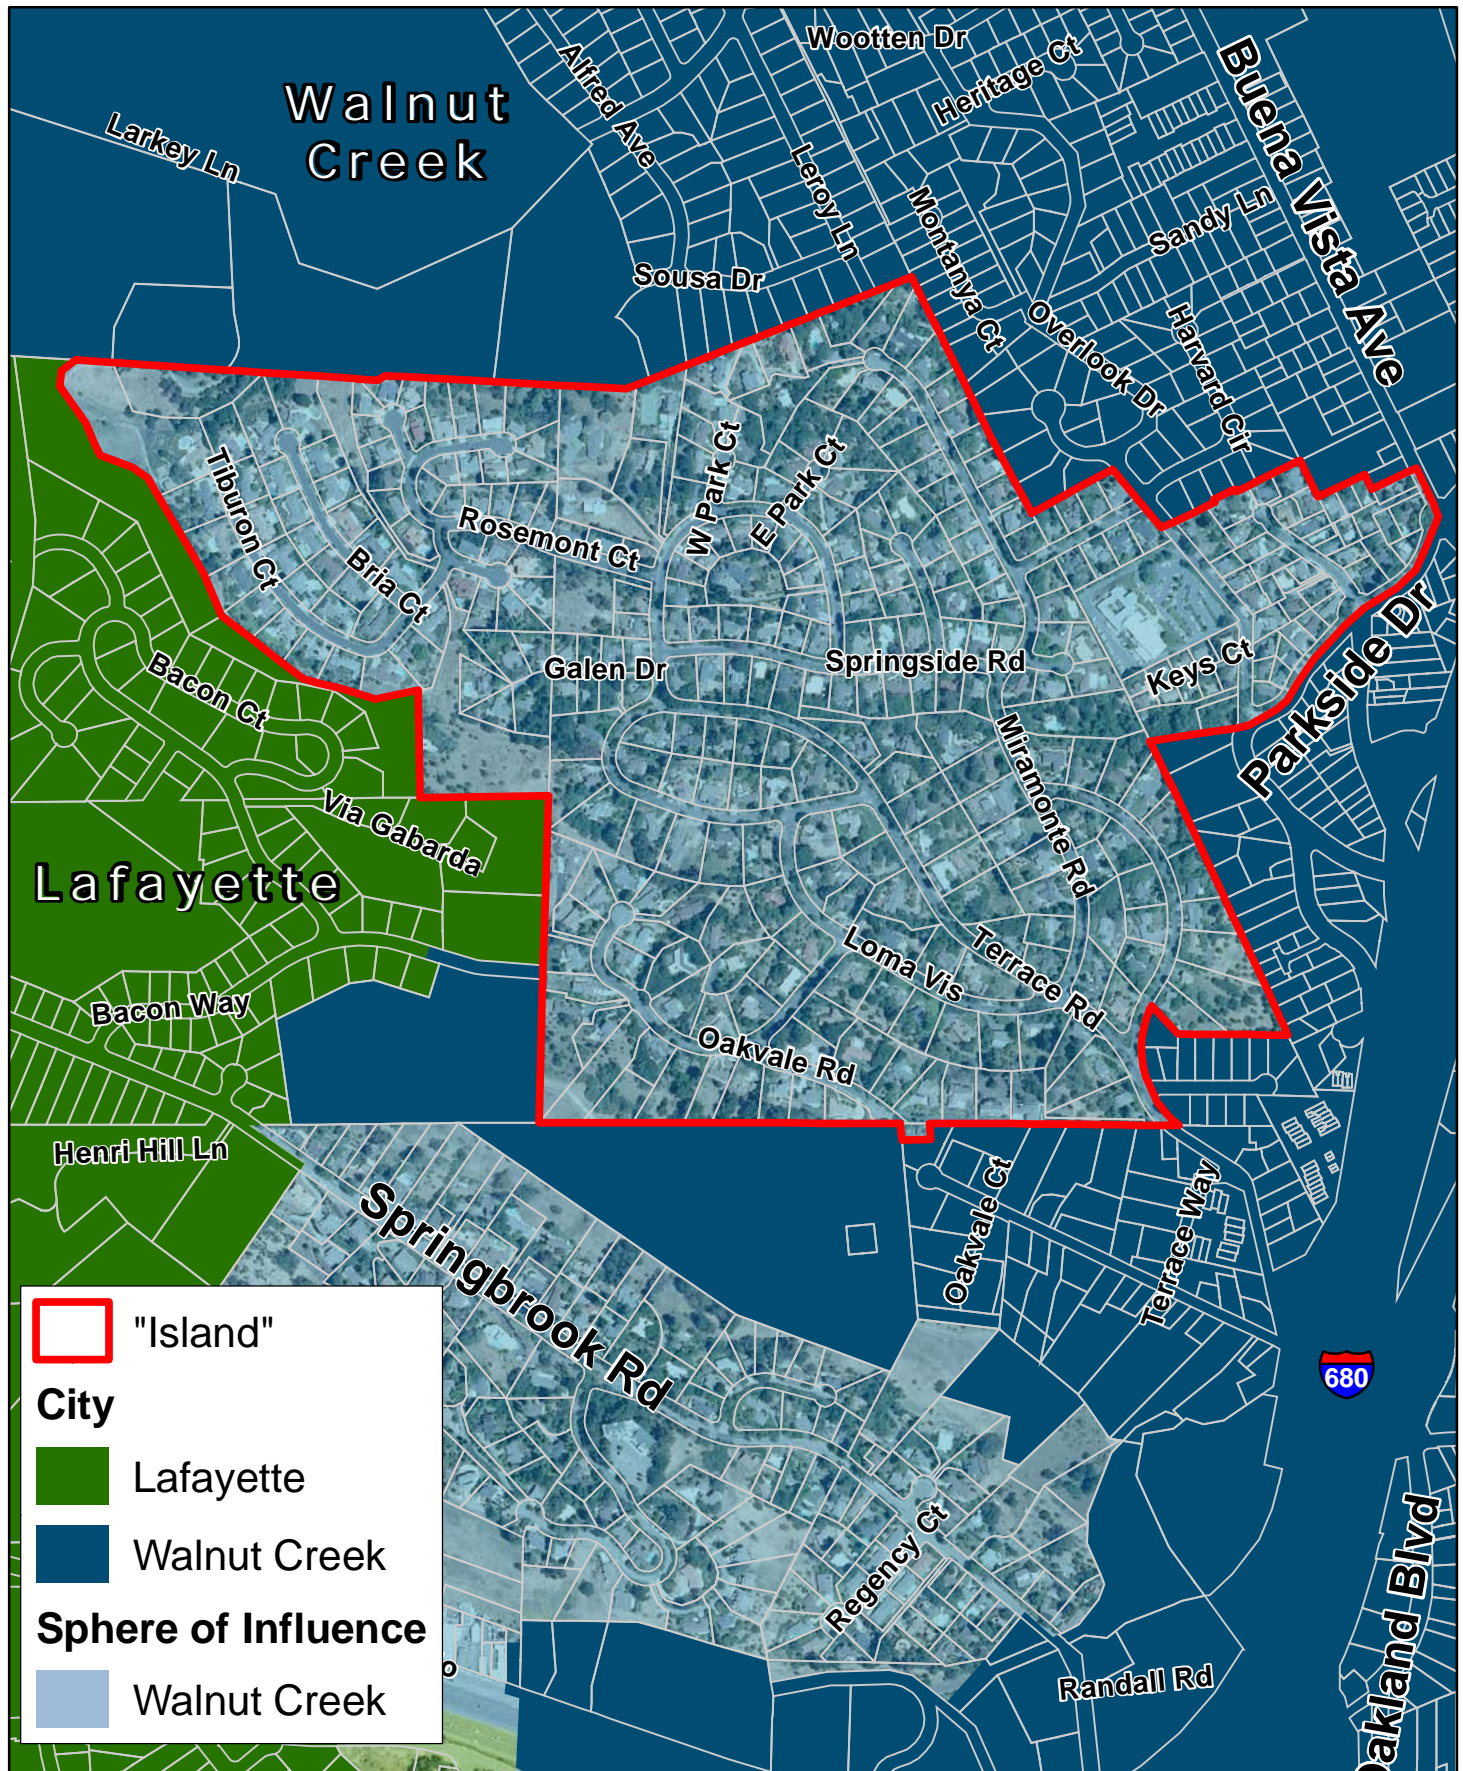 Wootten Dr
Heritage Ct
Buena Vista Ave
Alfred Ave
Walnut
Creek
Larkey Ln
Leroy Ln
Montanya Ct
Sandy Ln
Sousa Dr
Overlook Dr
Harvard Cir
Tiburon Ct
W Park Ct
E Park Ct
Rosemont Ct
Bria Ct
Parkside Dr
Bacon Ct
Galen Dr
Springside Rd
Keys Ct
Miramonte Rd
Via Gabarda
Lafayette
Loma Vis
Terrace Rd
Bacon Way
Oakvale Rd
Henri Hill Ln
Springbrook Rd
Oakvale Ct
Terrace Way
680
Regency Ct
Randall Rd
Oakland Blvd
"Island"
City
Lafayette
Walnut Creek
Sphere of Influence
Walnut Creek